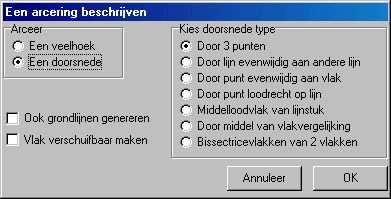 Een arcering beschrijven
Arceer
Een veelhoek
Een doorsnede
Ook grondlijnen genereren
Vlak verschuifbaar maken
Kies doorsnede type
Door 3 punten
Door lijn evenwijdig aan andere lijn
Door punt evenwijdig aan vlak
Door punt loodrecht op lijn
Middelloodvlak van lijnstuk
Door middel van vlakvergelijking
Bissectricevlakken van 2 vlakken
Annuleer
OK